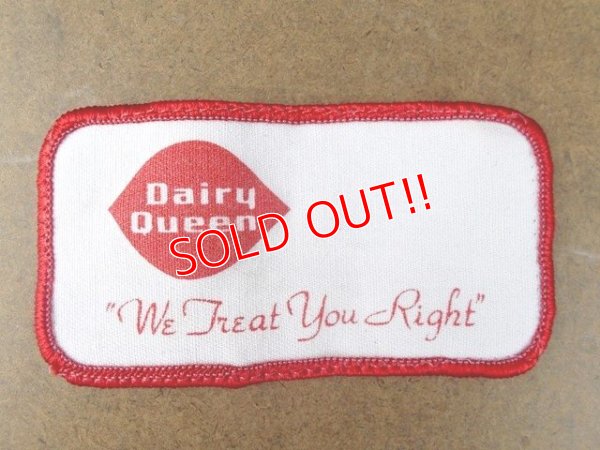 Dairy
Queen
SOLD OUT!!
"We Treat You Right"